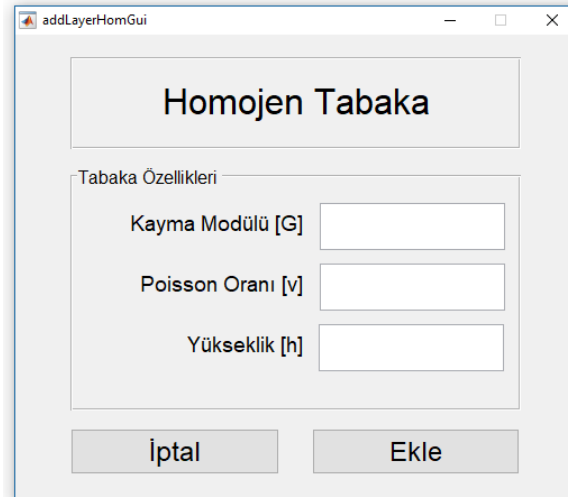 addLayerHomGui
Homojen Tabaka
Tabaka Özellikleri
Kayma Modülü [G]
Poisson Oranı [v]
Yükseklik [h]
İptal
Ekle